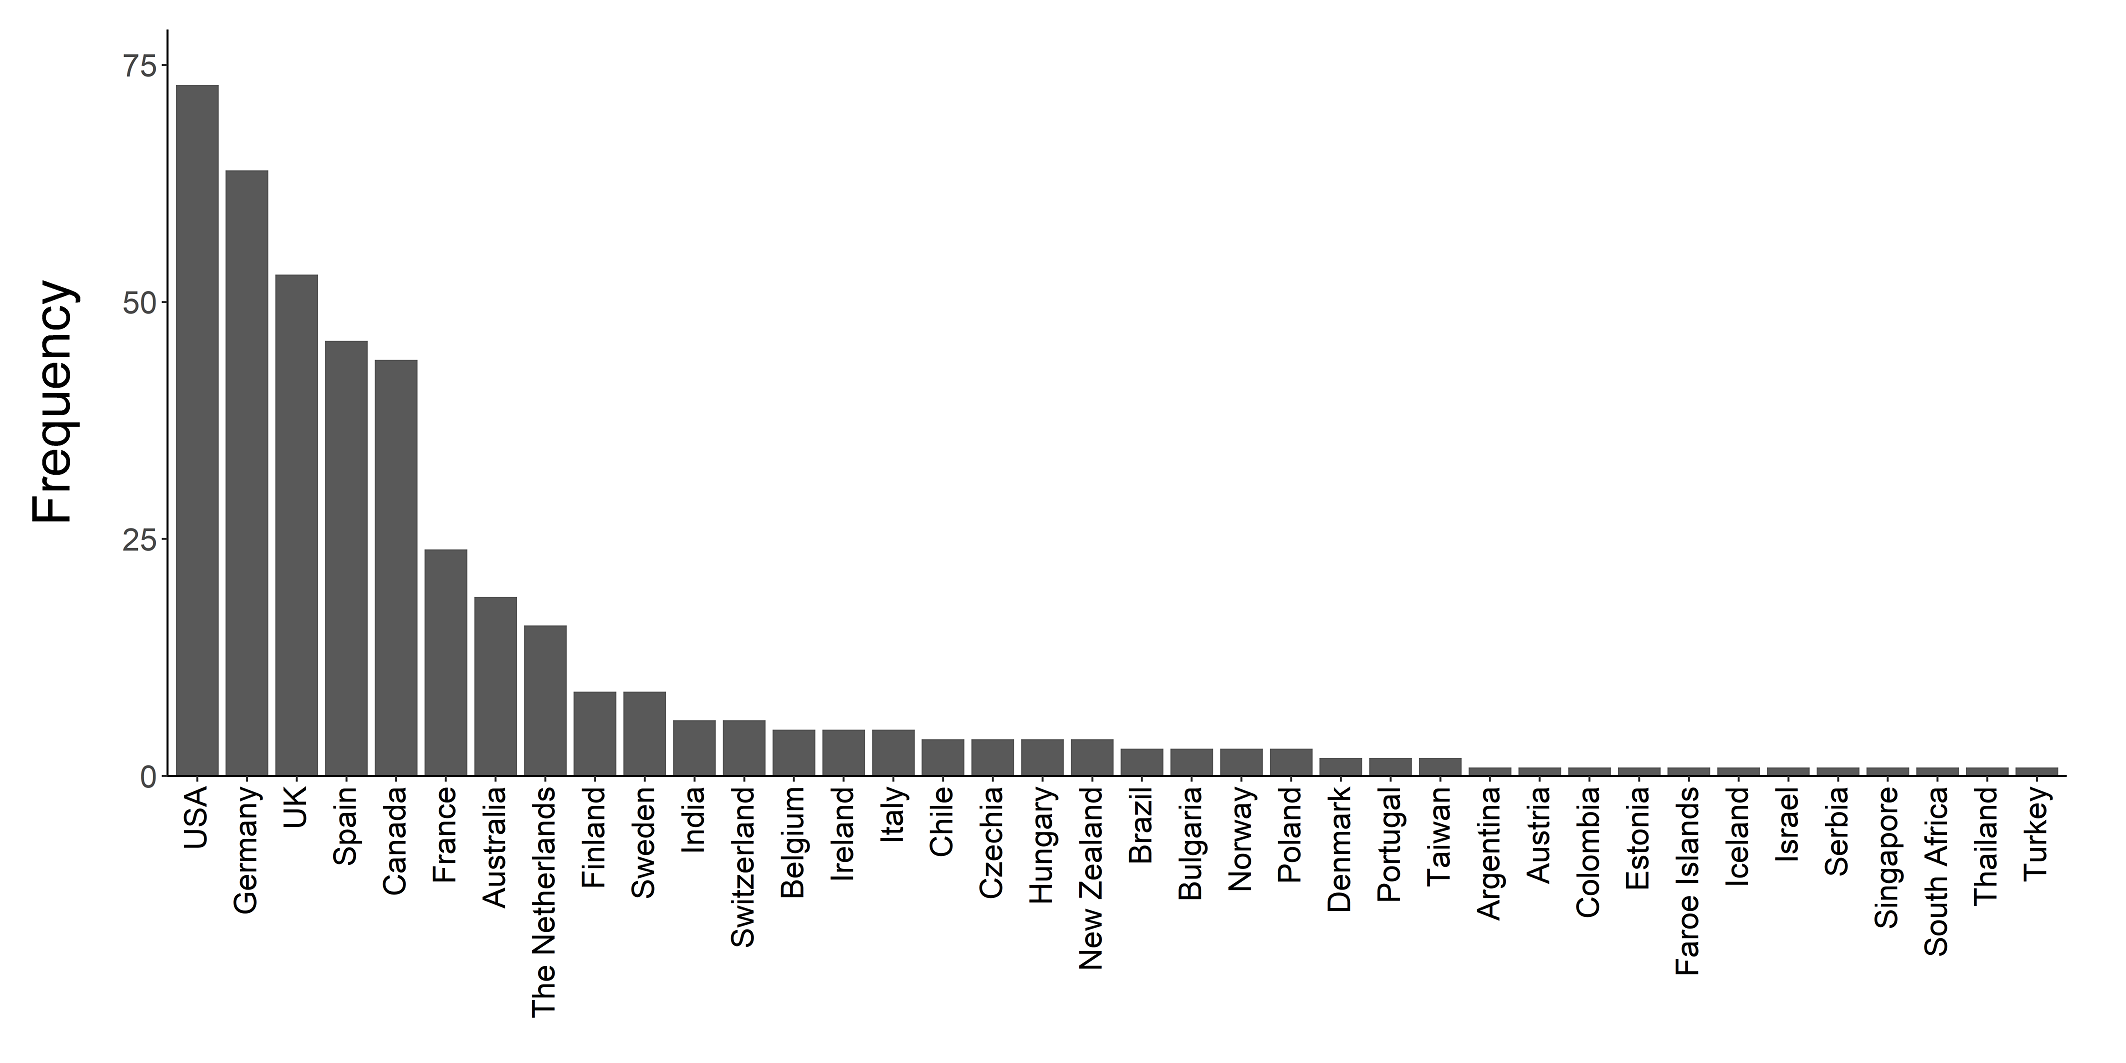 Frequency
75
50
25
0
USA
Germany
UK
Spain
Canada
France
Australia
The Netherlands
Finland
Sweden
India
Switzerland
Belgium
Ireland
Italy
Chile
Czechia
Hungary
New Zealand
Brazil
Bulgaria
Norway
Poland
Denmark
Portugal
Taiwan
Argentina
Austria
Colombia
Estonia
Faroe Islands
Iceland
Israel
Serbia
Singapore
South Africa
Thailand
Turkey